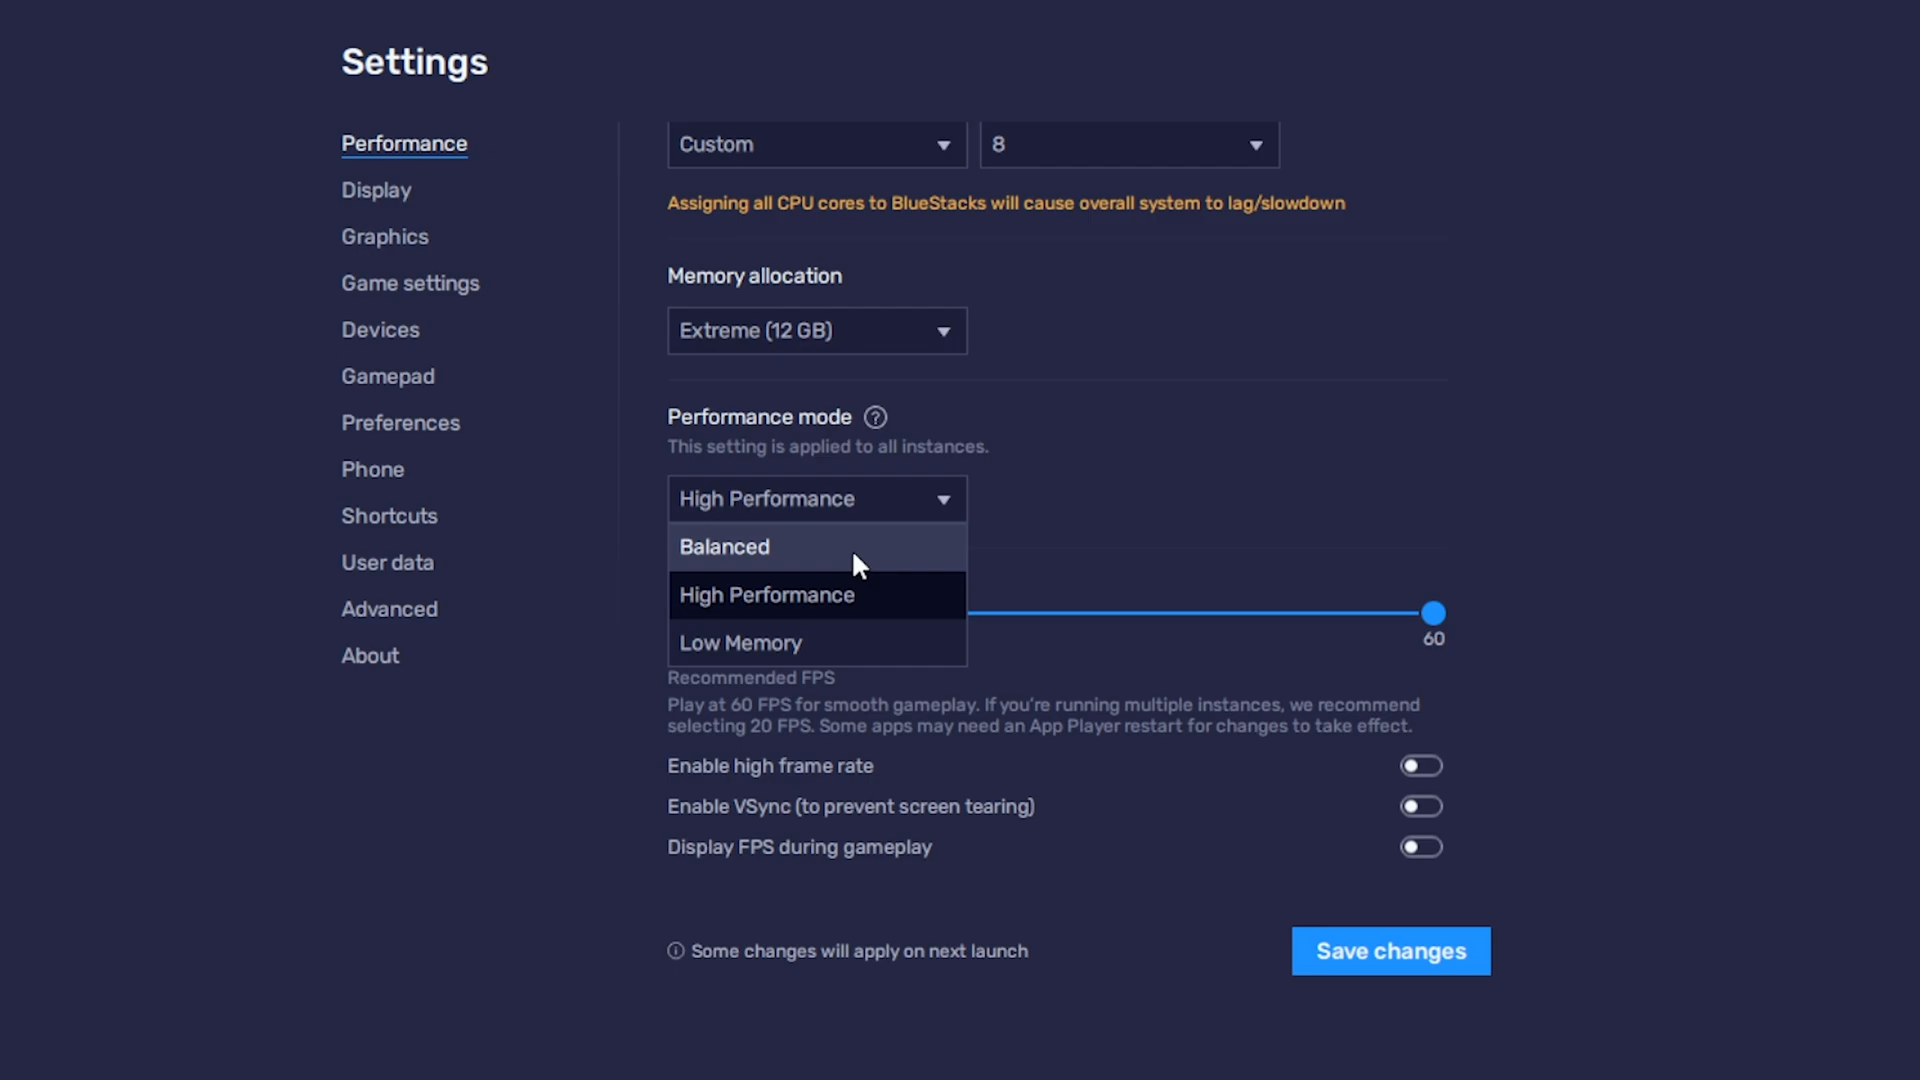 Settings
Performance
Display
Graphics
Game settings
Devices
Gamepad
Preferences
Phone
Shortcuts
User data
Advanced
About
Custom
8
Assigning all CPU cores to BlueStacks will cause overall system to lag/slowdown
Memory allocation
Extreme (12 GB)
Performance mode ?
This setting is applied to all instances.
High Performance
Balanced
High Performance
Low Memory
60
Recommended FPS
Play at 60 FPS for smooth gameplay. If you're running multiple instances, we recommend
selecting 20 FPS. Some apps may need an App Player restart for changes to take effect.
Enable high frame rate
Enable VSync (to prevent screen tearing)
Display FPS during gameplay
Some changes will apply on next launch
Save changes